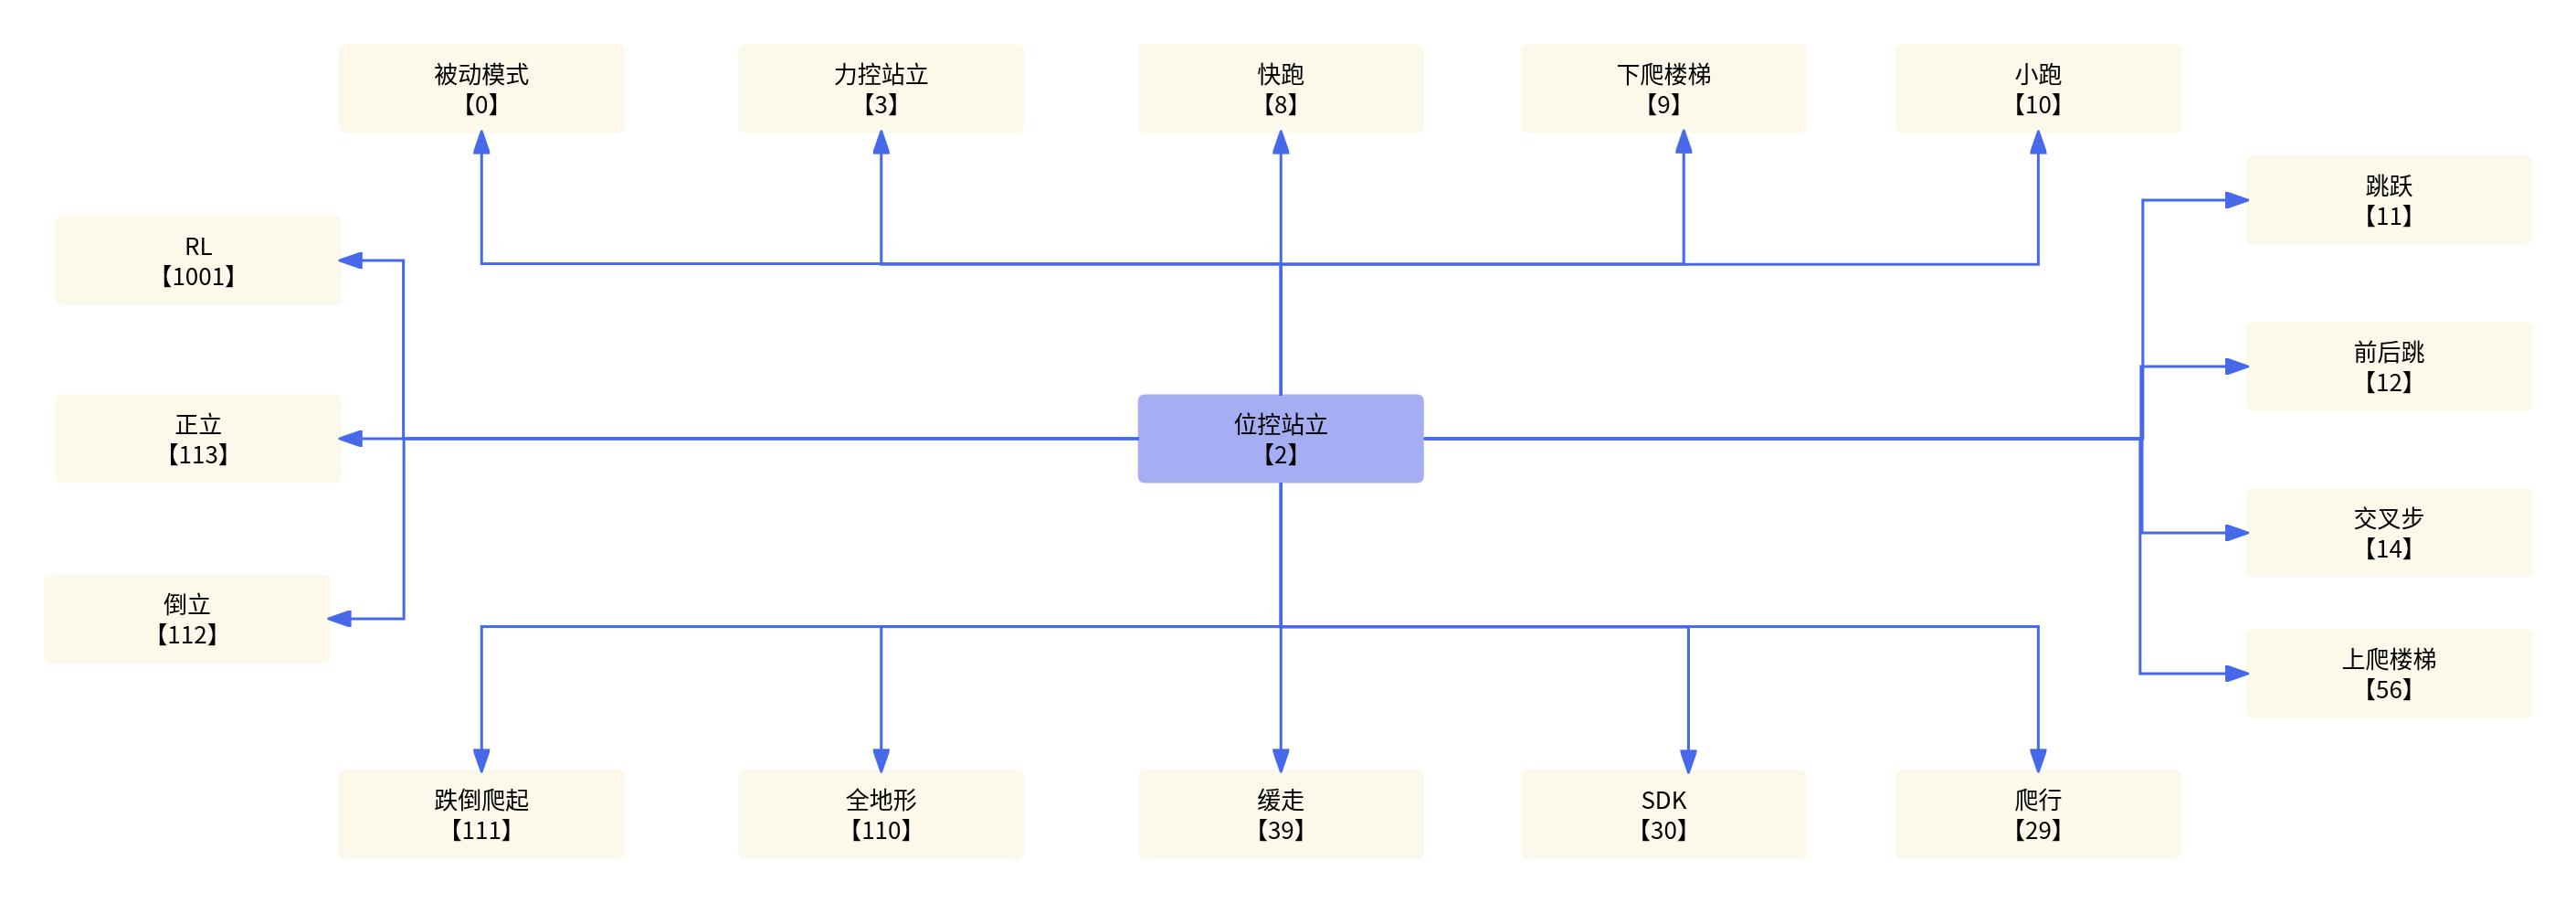 被动模式
【0】
力控站立
【3】
快跑
【8】
下爬楼梯
【9】
小跑
【10】
跳跃
【11】
RL
【1001】
前后跳
【12】
正立
【113】
位控站立
【2】
交叉步
【14】
倒立
【112】
上爬楼梯
【56】
跌倒爬起
【111】
全地形
【110】
缓走
【39】
SDK
【30】
爬行
【29】